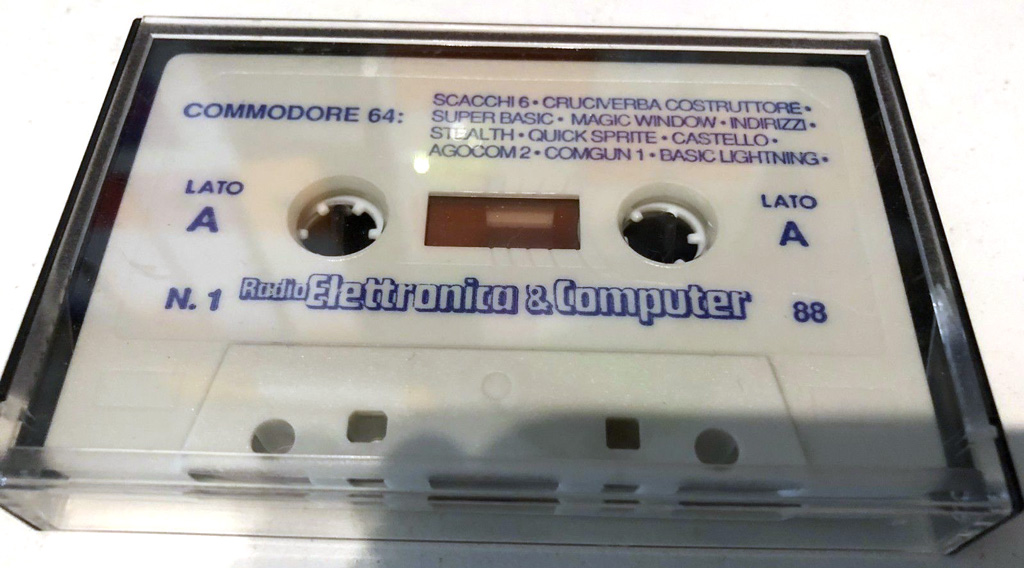 COMMODORE 64:
SCACCHI 6 • CRUCIVERBA COSTRUTTORE •
SUPER BASIC • MAGIC WINDOW • INDIRIZZI •
STEALTH • QUICK SPRITE • CASTELLO •
AGOCOM 2 • COMGUN 1 • BASIC LIGHTNING •
LATO
A
LATO
A
N. 1
Radio Elettronica & Computer
88